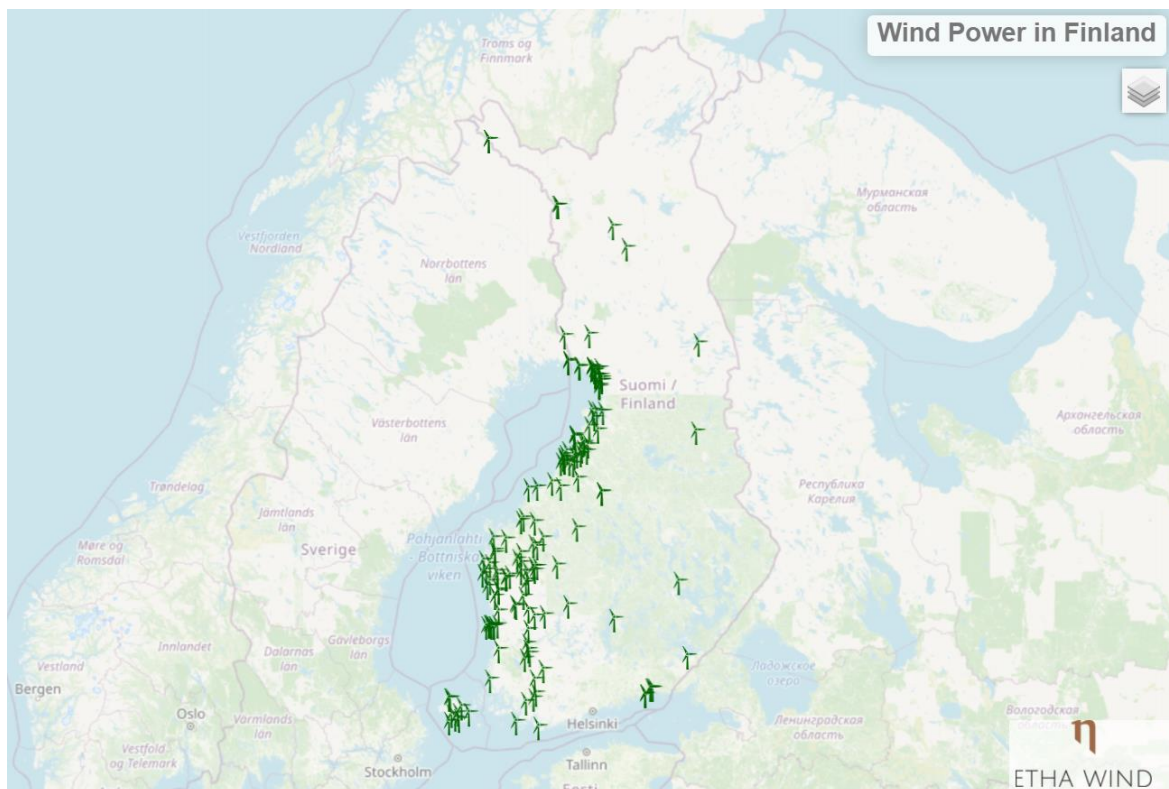 Wind Power in Finland
Troms og
Finnmark
Мурманская
область
Vestfjorden
Nordland
Norrbottens
län
Suomi /
Finland
Västerbottens
län
Архангельская
область
Trøndelag
Республика
Карелия
Jämtlands
län
Sverige
Pohjanlahti
- Bottniska
viken
Møre og
Romsdal
Innlandet
Gävleborgs
län
Dalarnas
län
Vestland
Bergen
Ладожское
озеро
Oslo
Värmlands
län
Helsinki
Ленинградская
область
Вологодская
область
Vestfold
og Telemark
Stockholm
Tallinn
Eesti
η
ETHA WIND